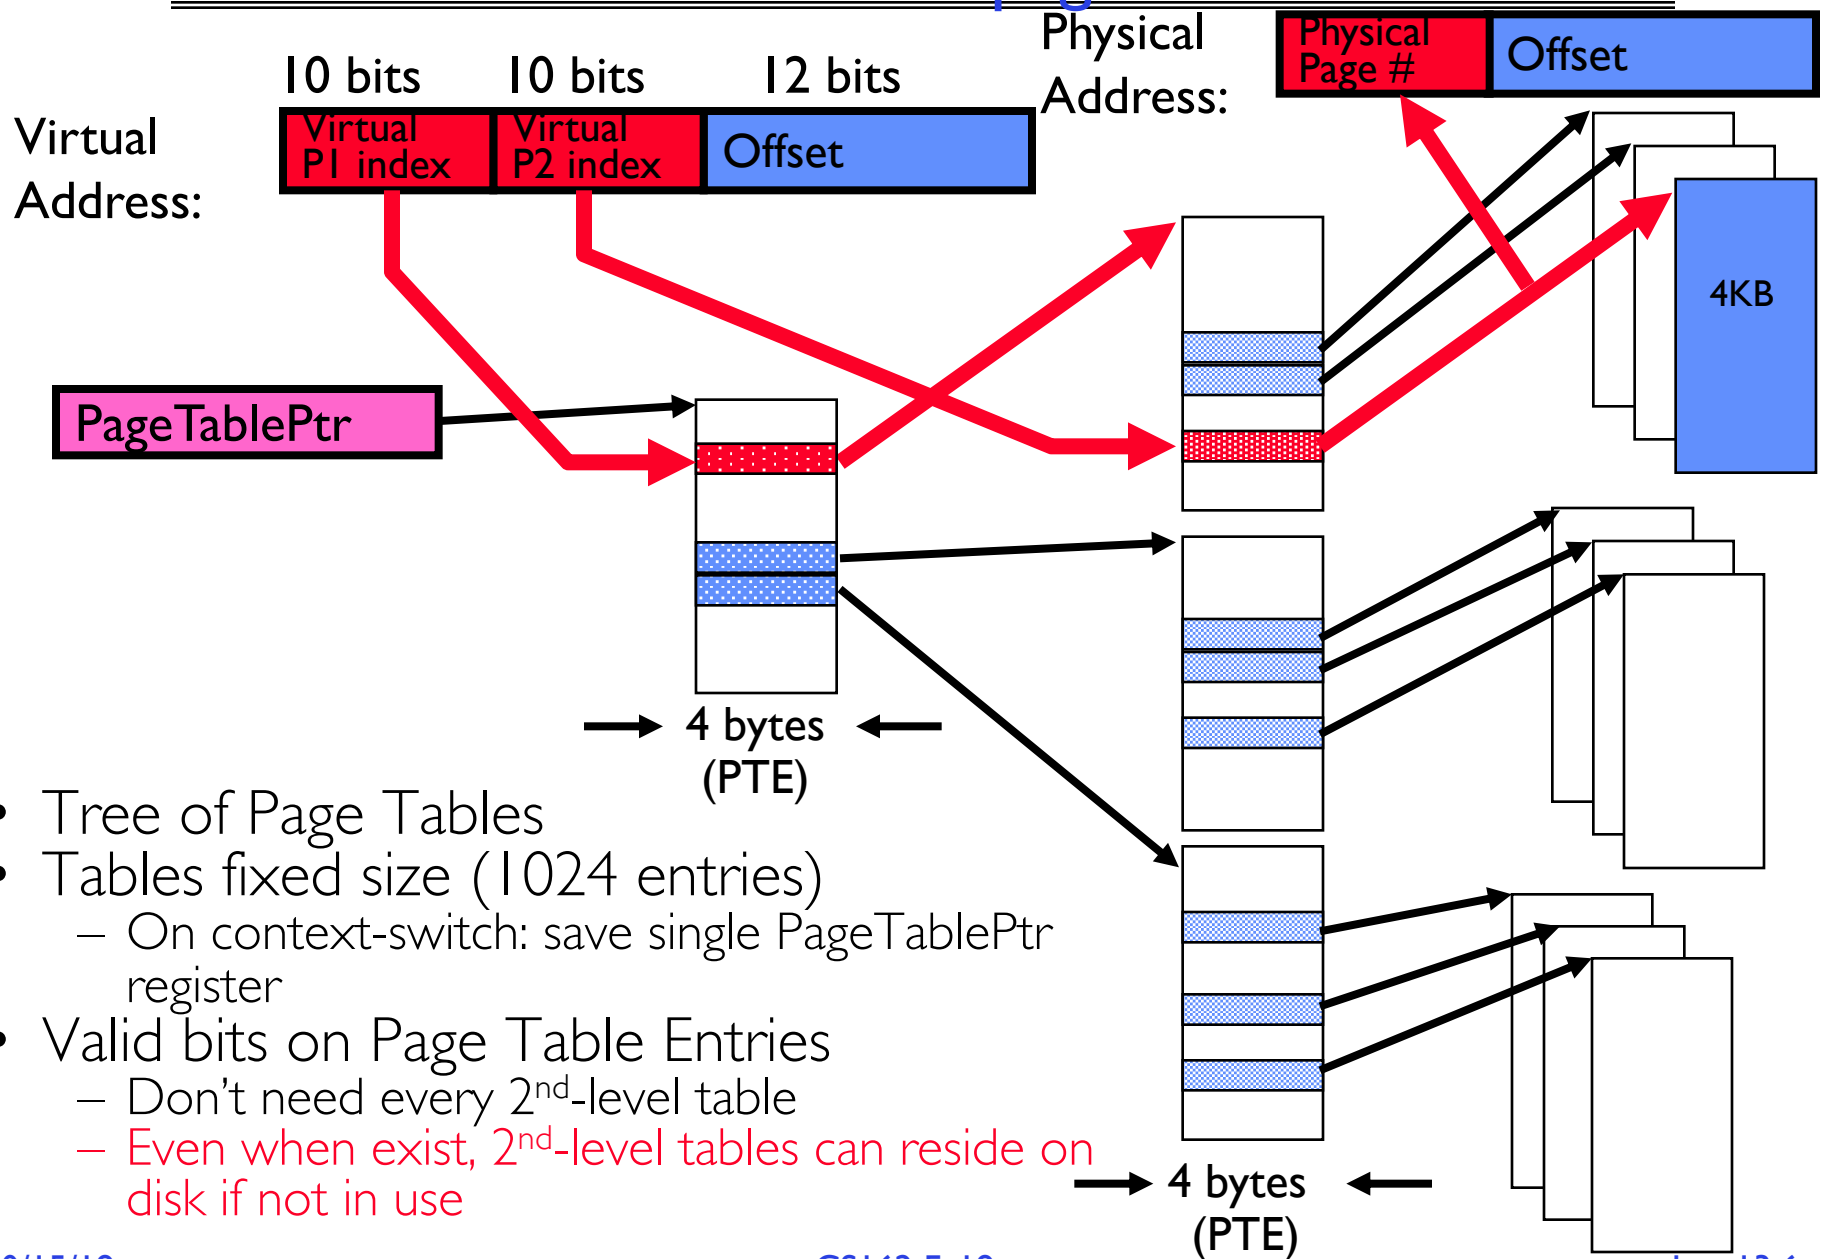 Physical
Address:
Physical
Page #
Offset
10 bits
10 bits
12 bits
Virtual
Address:
Virtual
P1 index
Virtual
P2 index
Offset
4KB
PageTablePtr
4 bytes
(PTE)
• Tree of Page Tables
• Tables fixed size (1024 entries)
– On context-switch: save single PageTablePtr
register
• Valid bits on Page Table Entries
– Don't need every 2nd-level table
– Even when exist, 2nd-level tables can reside on
disk if not in use
4 bytes
(PTE)